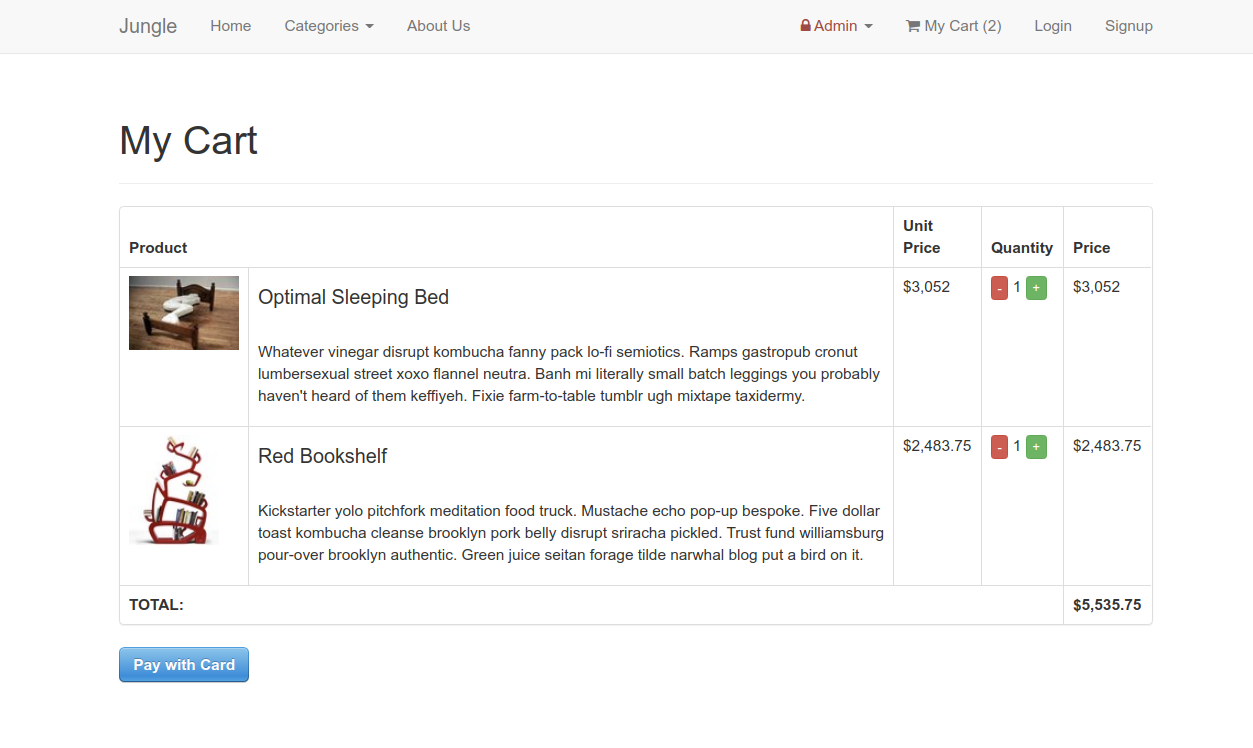 Jungle Home Categories About Us Admin My Cart (2) Login Signup
My Cart
Product Unit Price Quantity Price
Optimal Sleeping Bed $3,052 - 1 + $3,052
Whatever vinegar disrupt kombucha fanny pack lo-fi semiotics. Ramps gastropub cronut
lumbersexual street xoxo flannel neutra. Banh mi literally small batch leggings you probably
haven't heard of them keffiyeh. Fixie farm-to-table tumblr ugh mixtape taxidermy.
Red Bookshelf $2,483.75 - 1 + $2,483.75
Kickstarter yolo pitchfork meditation food truck. Mustache echo pop-up bespoke. Five dollar
toast kombucha cleanse brooklyn pork belly disrupt sriracha pickled. Trust fund williamsburg
pour-over brooklyn authentic. Green juice seitan forage tilde narwhal blog put a bird on it.
TOTAL: $5,535.75
Pay with Card